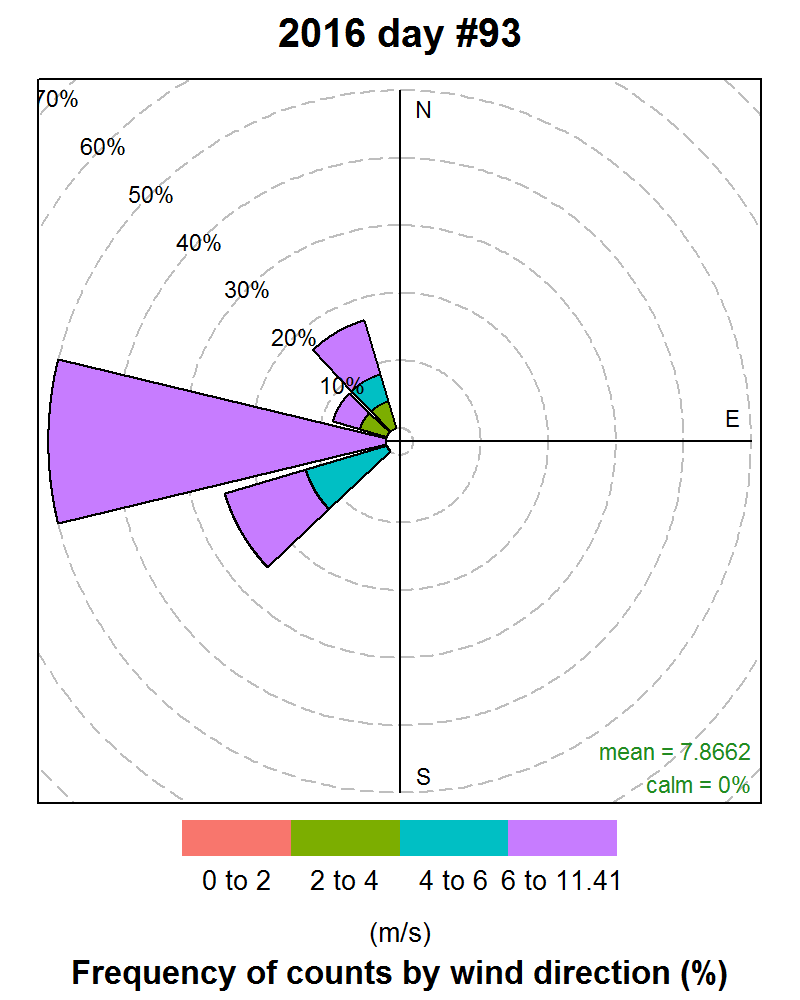 2016 day #93
70%
N
60%
50%
40%
30%
20%
10%
E
mean = 7.8662
S
calm = 0%
0 to 2 2 to 4 4 to 6 6 to 11.41
(m/s)
Frequency of counts by wind direction (%)